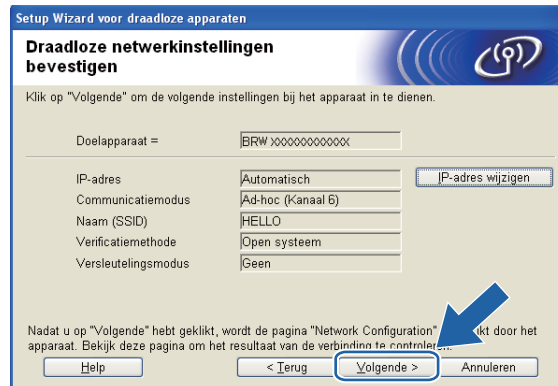 Setup Wizard voor draadloze apparaten
Draadloze netwerkinstellingen
bevestigen
Klik op "Volgende" om de volgende instellingen bij het apparaat in te dienen.
Doelapparaat = BRW XXXXXXXXXXXX
IP-adres Automatisch IP-adres wijzigen
Communicatiemodus Ad-hoc (Kanaal 6)
Naam (SSID) HELLO
Verificatiemethode Open systeem
Versleutelingsmodus Geen
Nadat u op "Volgende" hebt geklikt, wordt de pagina "Network Configuration" ikt door het
apparaat. Bekijk deze pagina om het resultaat van de verbinding te controleren.
Help < Terug Volgende > Annuleren